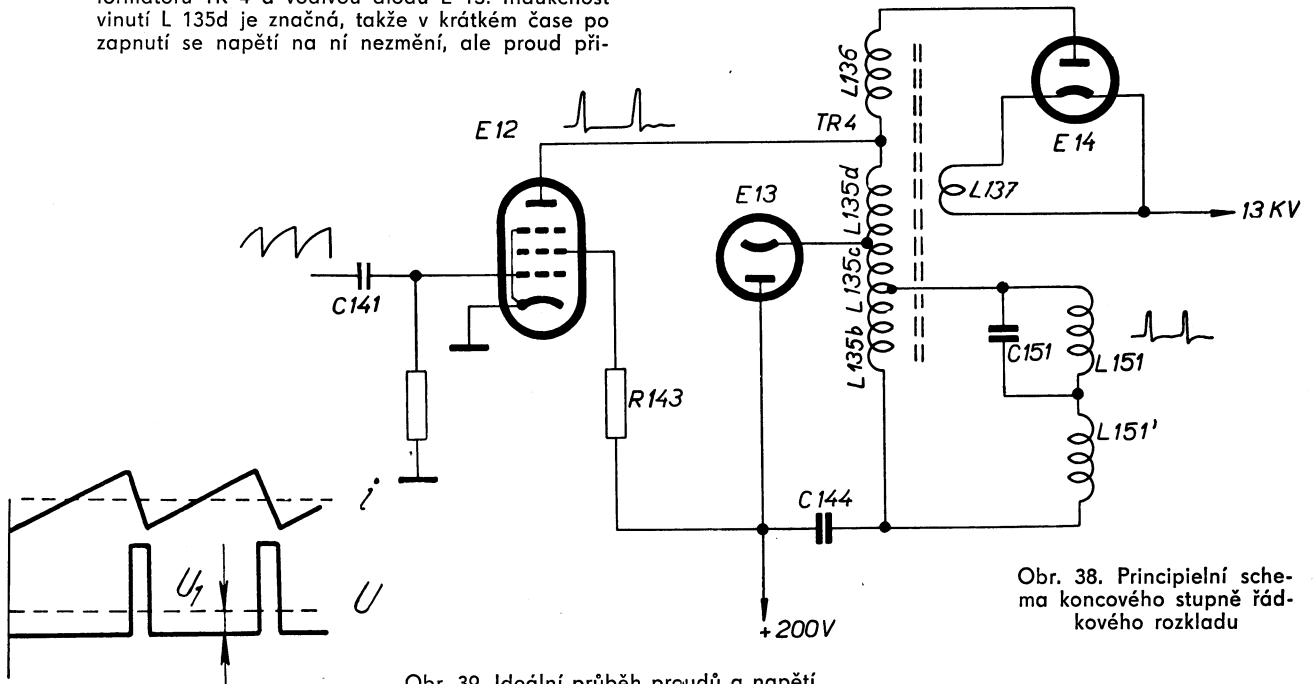 formátoru TR 4 a vodivou diodu E 13. Indukčnost
vinutí L 135d je značná, takže v krátkém čase po
zapnutí se napětí na ní nezmění, ale proud při-
E12
C141
R143
E13
TR4
L136
L135d
L135c
L135b
E14
L137
13 KV
C151
L151
L151'
C144
+200V
i
U1
U
Obr. 38. Principielní sche-
ma koncového stupně řád-
kového rozkladu
Obr. 39. Ideální průběh proudů a napětí